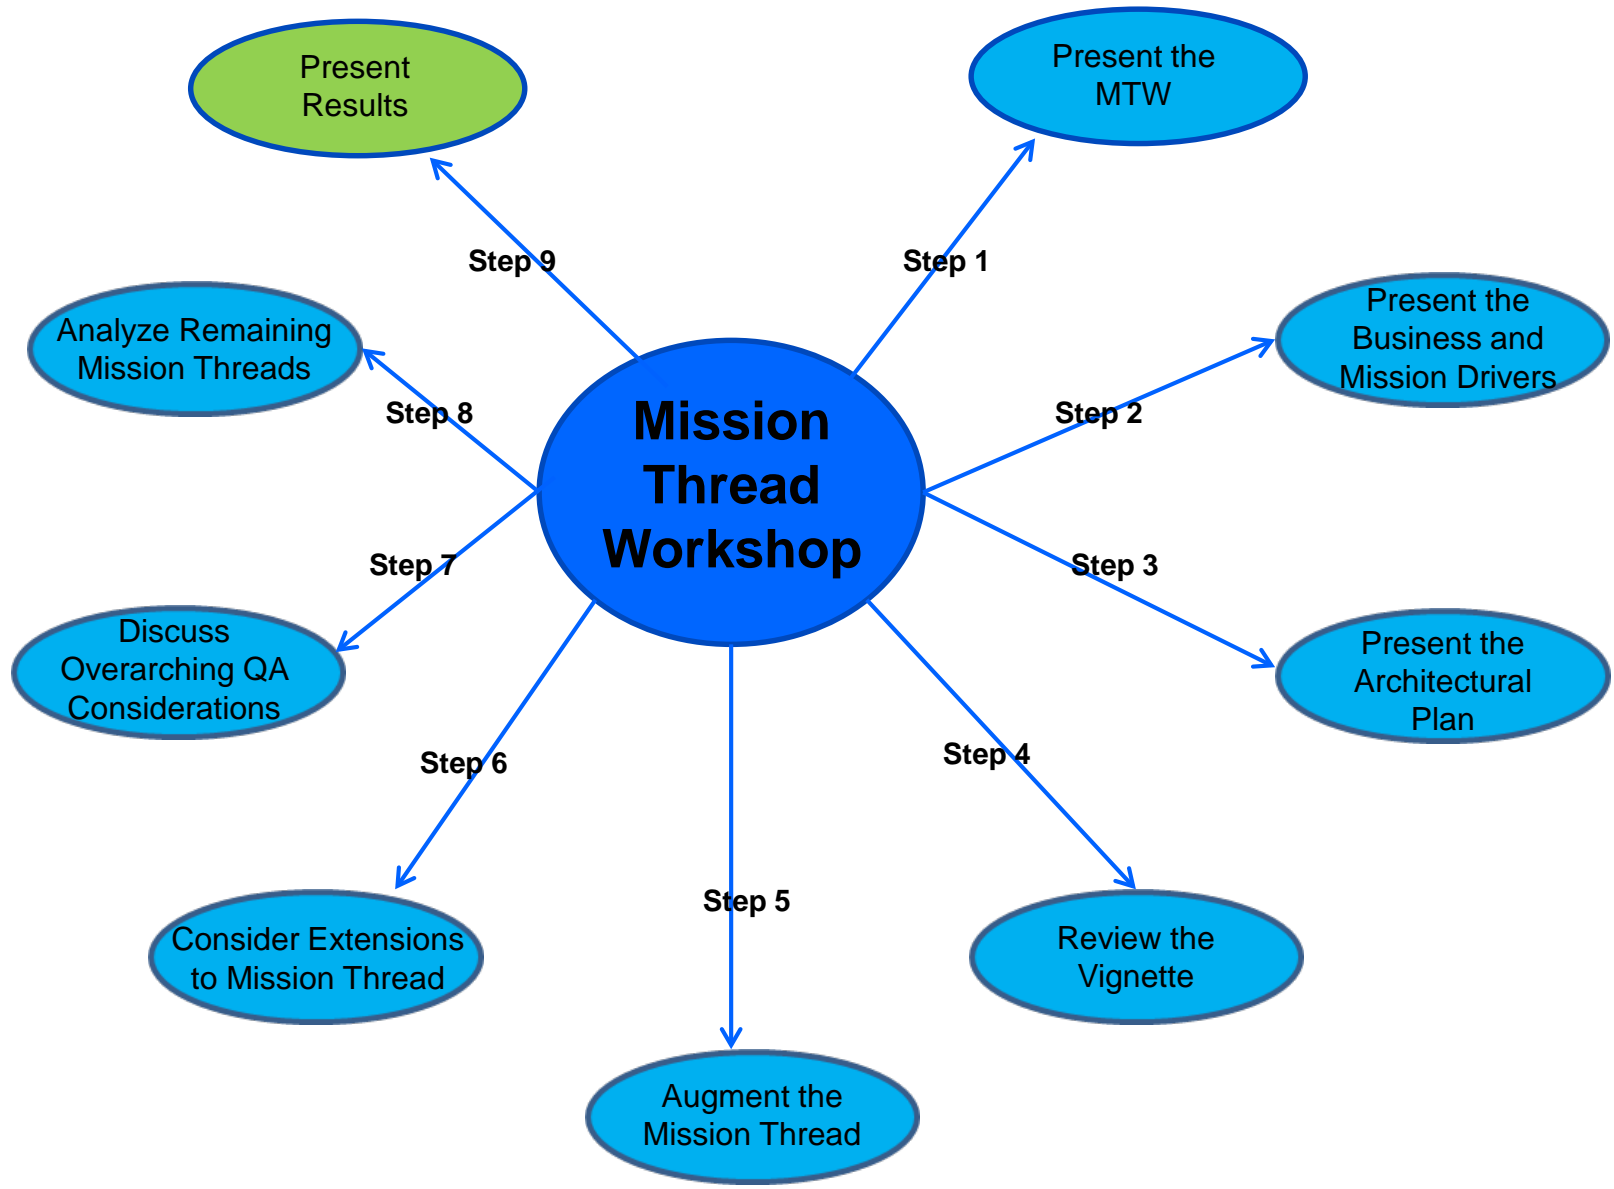 Present
Results
Present the
MTW
Step 9
Step 1
Analyze Remaining
Mission Threads
Present the
Business and
Mission Drivers
Step 8
Step 2
Mission
Thread
Workshop
Step 7
Step 3
Discuss
Overarching QA
Considerations
Present the
Architectural
Plan
Step 6
Step 4
Step 5
Consider Extensions
to Mission Thread
Review the
Vignette
Augment the
Mission Thread